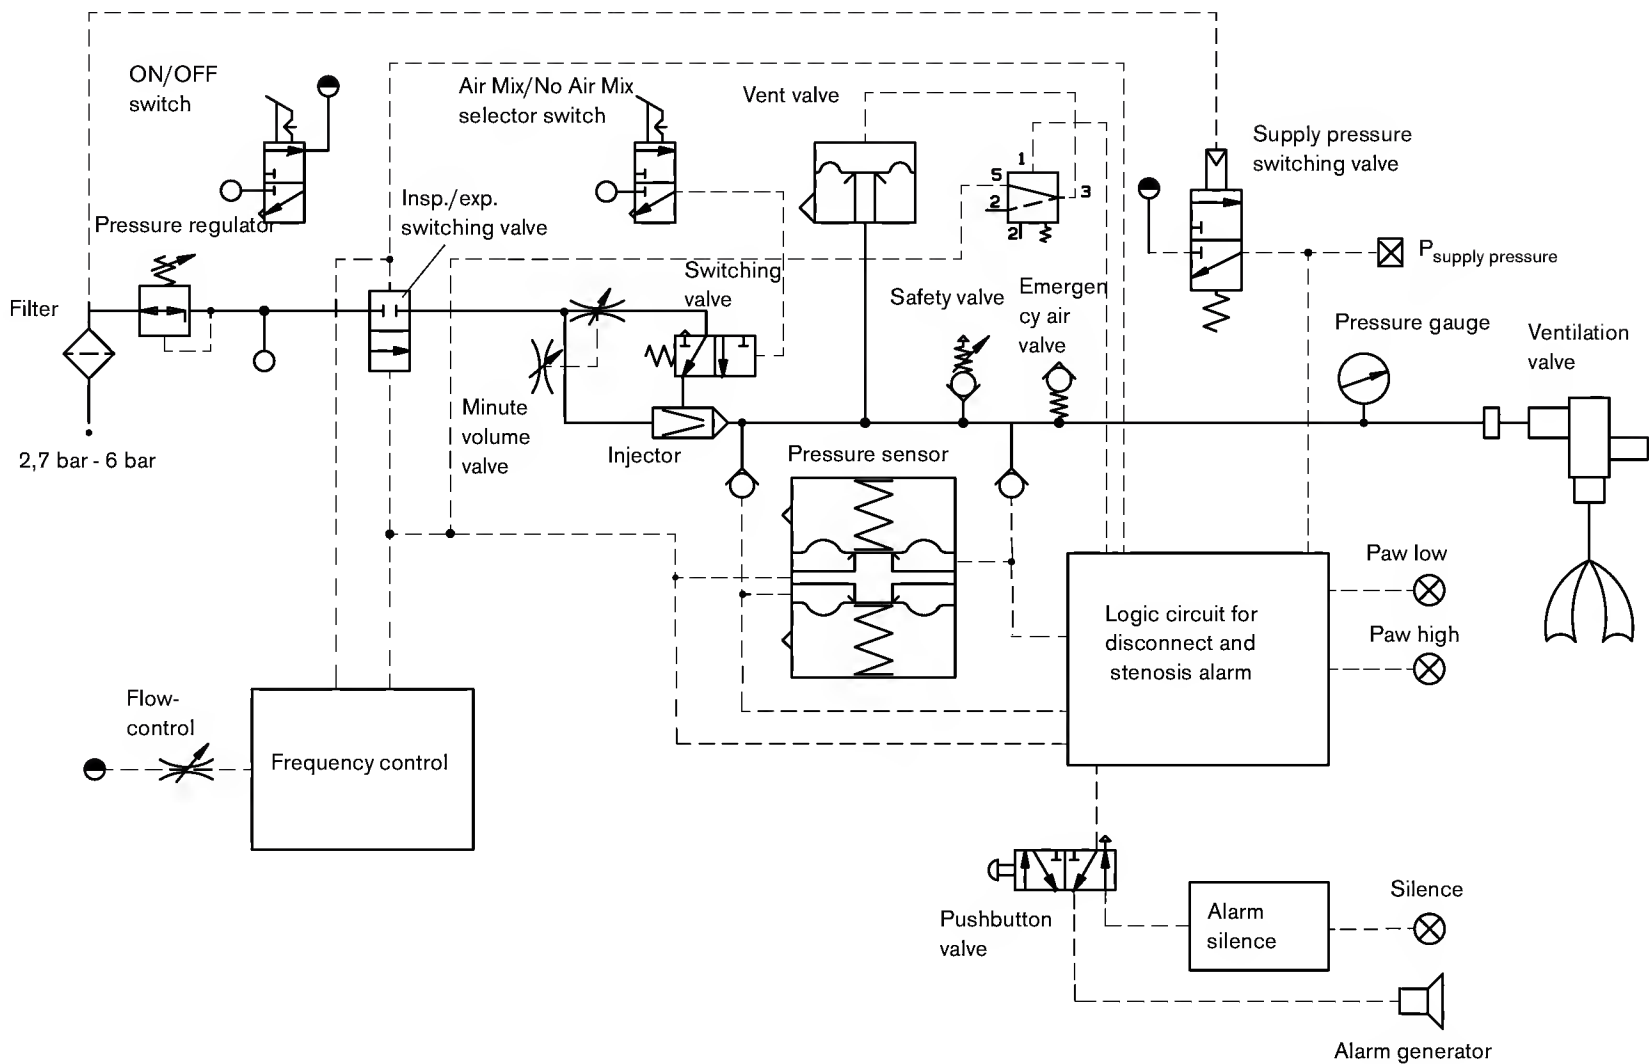 ON/OFF
switch
Air Mix/No Air Mix
selector switch
Vent valve
Supply pressure
switching valve
1
5
2
3
2
Insp./exp.
switching valve
Pressure regulator
Psupply pressure
Switching
valve
Filter
Safety valve
Emergen
cy air
valve
Pressure gauge
Ventilation
valve
Minute
volume
valve
2,7 bar - 6 bar
Injector
Pressure sensor
Paw low
Logic circuit for
disconnect and
stenosis alarm
Paw high
Flow-
control
Frequency control
Pushbutton
valve
Alarm
silence
Silence
Alarm generator